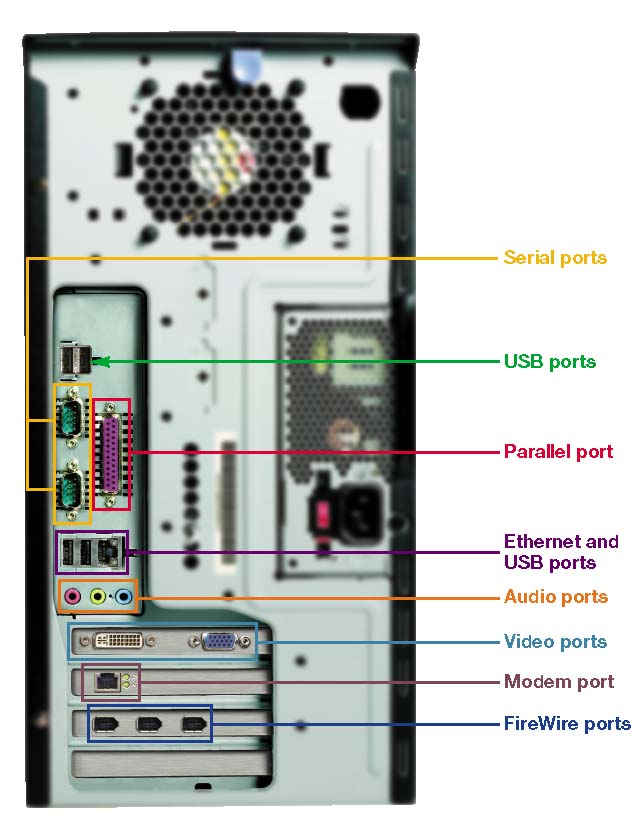 Serial ports
USB ports
Parallel port
Ethernet and
USB ports
Audio ports
Video ports
Modem port
FireWire ports